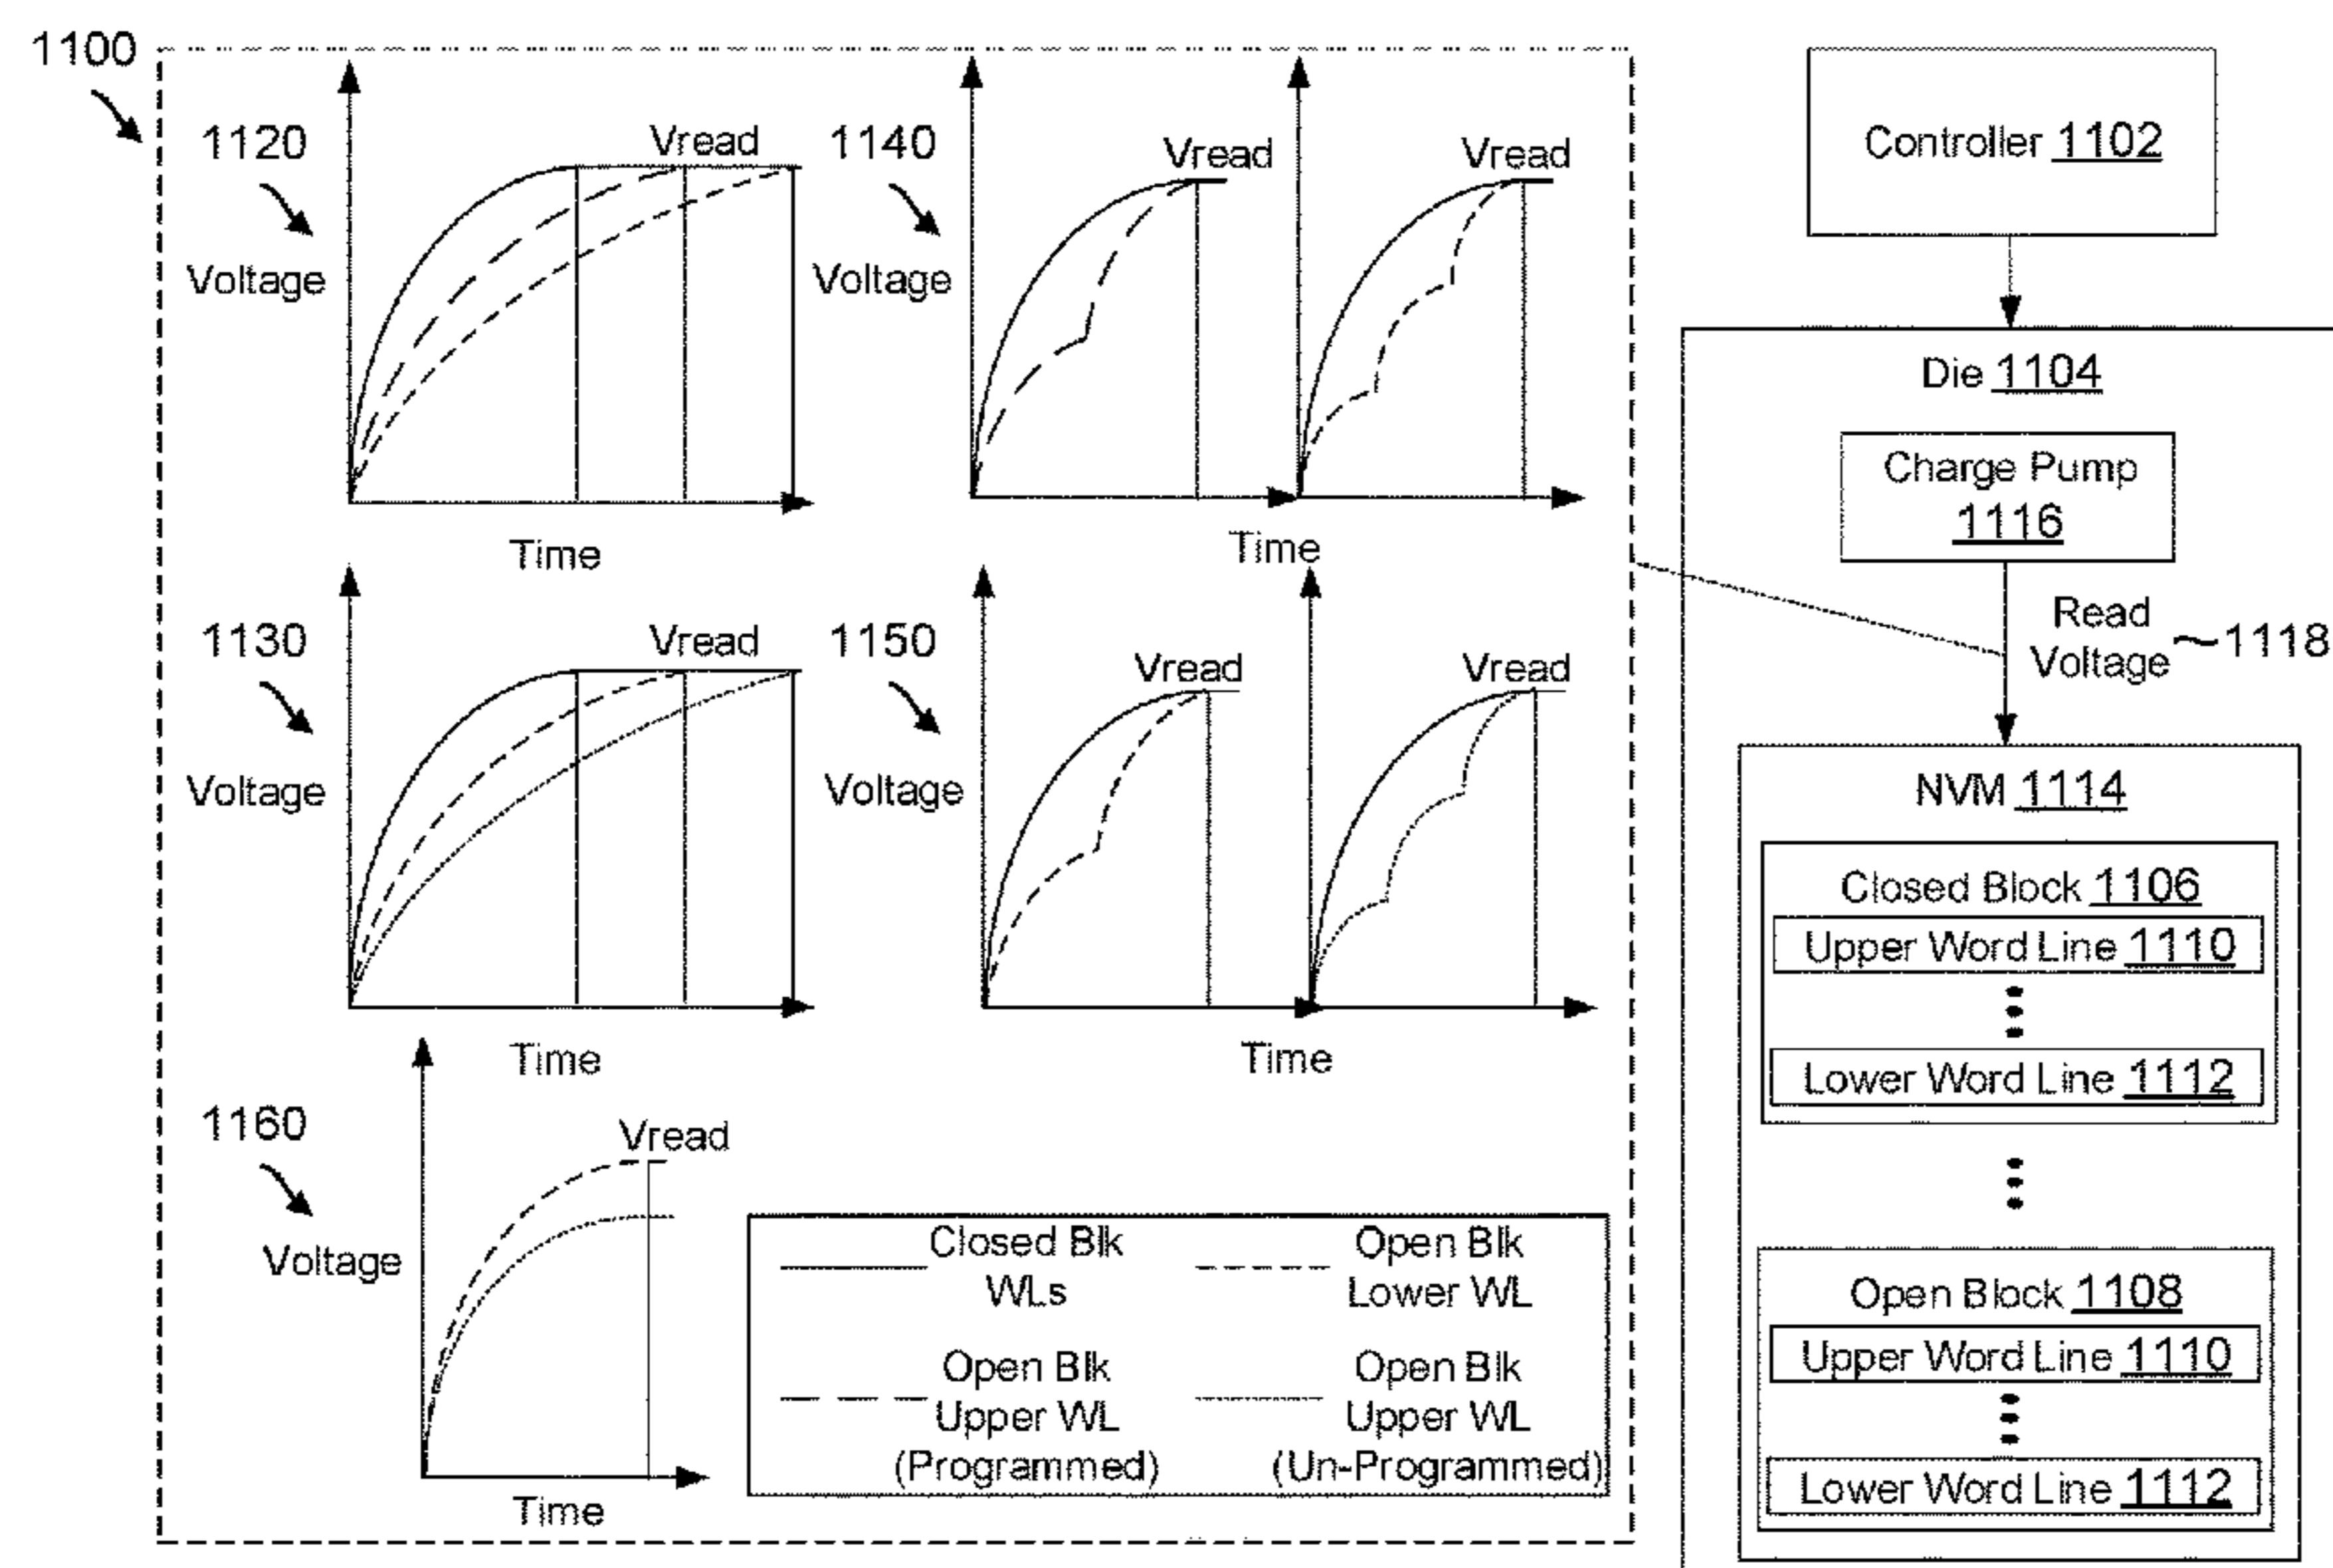 1100
1120
Vread
Voltage
Time
1140
Vread
Vread
Voltage
Time
1130
Vread
Voltage
Time
1150
Vread
Vread
Voltage
Time
1160
Vread
Voltage
Time
Closed Blk
WLs
Open Blk
Lower WL
Open Blk
Upper WL
(Programmed)
Open Blk
Upper WL
(Un-Programmed)
Controller 1102
Die 1104
Charge Pump
1116
Read
Voltage
1118
NVM 1114
Closed Block 1106
Upper Word Line 1110
Lower Word Line 1112
Open Block 1108
Upper Word Line 1110
Lower Word Line 1112